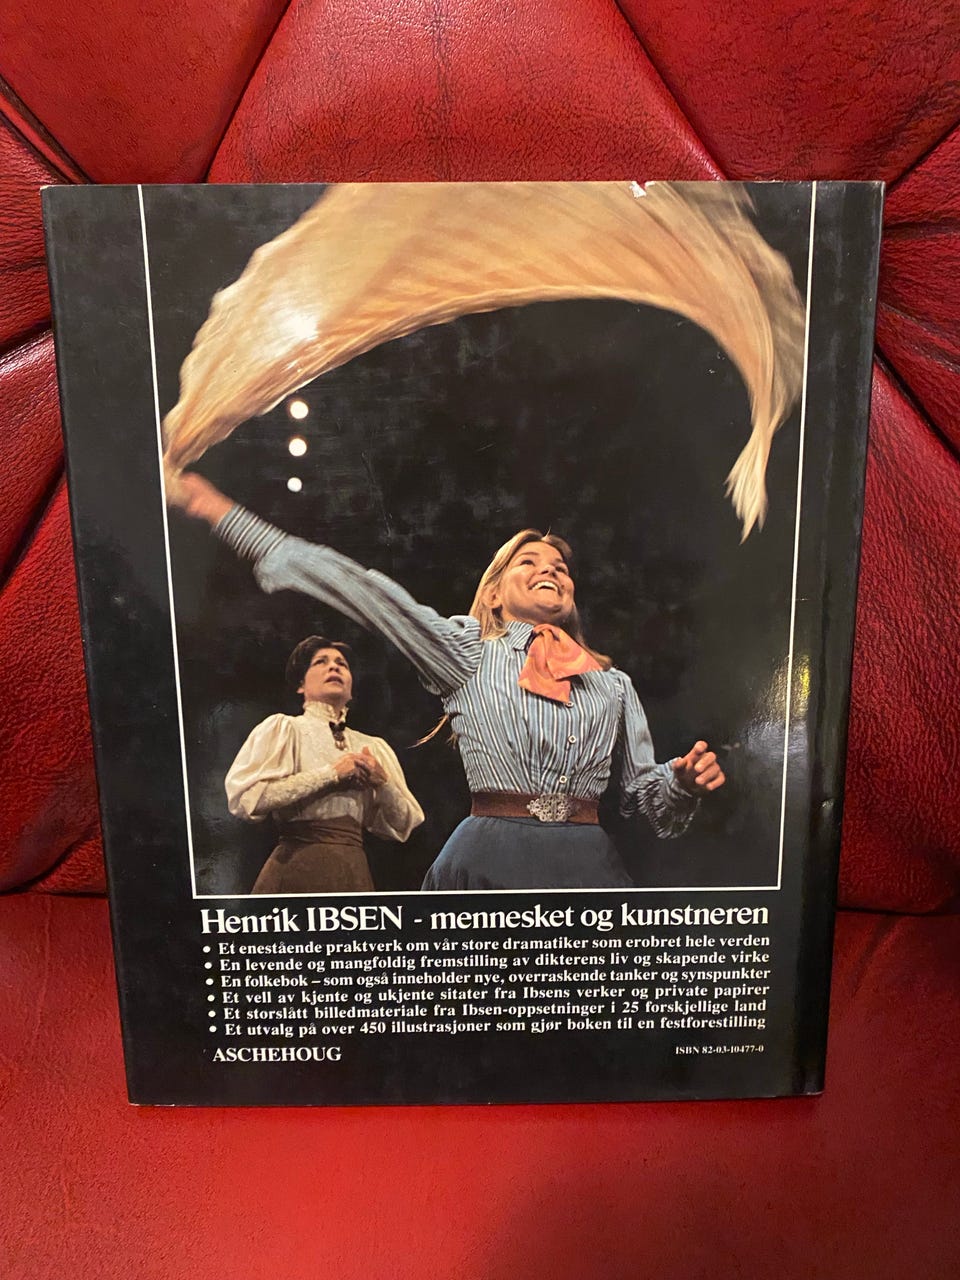 Henrik IBSEN - mennesket og kunstneren
• Et enestående praktverk om vår store dramatiker som erobret hele verden
• En levende og mangfoldig fremstilling av dikterens liv og skapende virke
• En folkebok – som også inneholder nye, overraskende tanker og synspunkter
• Et vell av kjente og ukjente sitater fra Ibsens verker og private papirer
• Et storslått billedmateriale fra Ibsen-oppsetninger i 25 forskjellige land
• Et utvalg på over 450 illustrasjoner som gjør boken til en festforestilling
ASCHEHOUG ISBN 82-03-10477-0